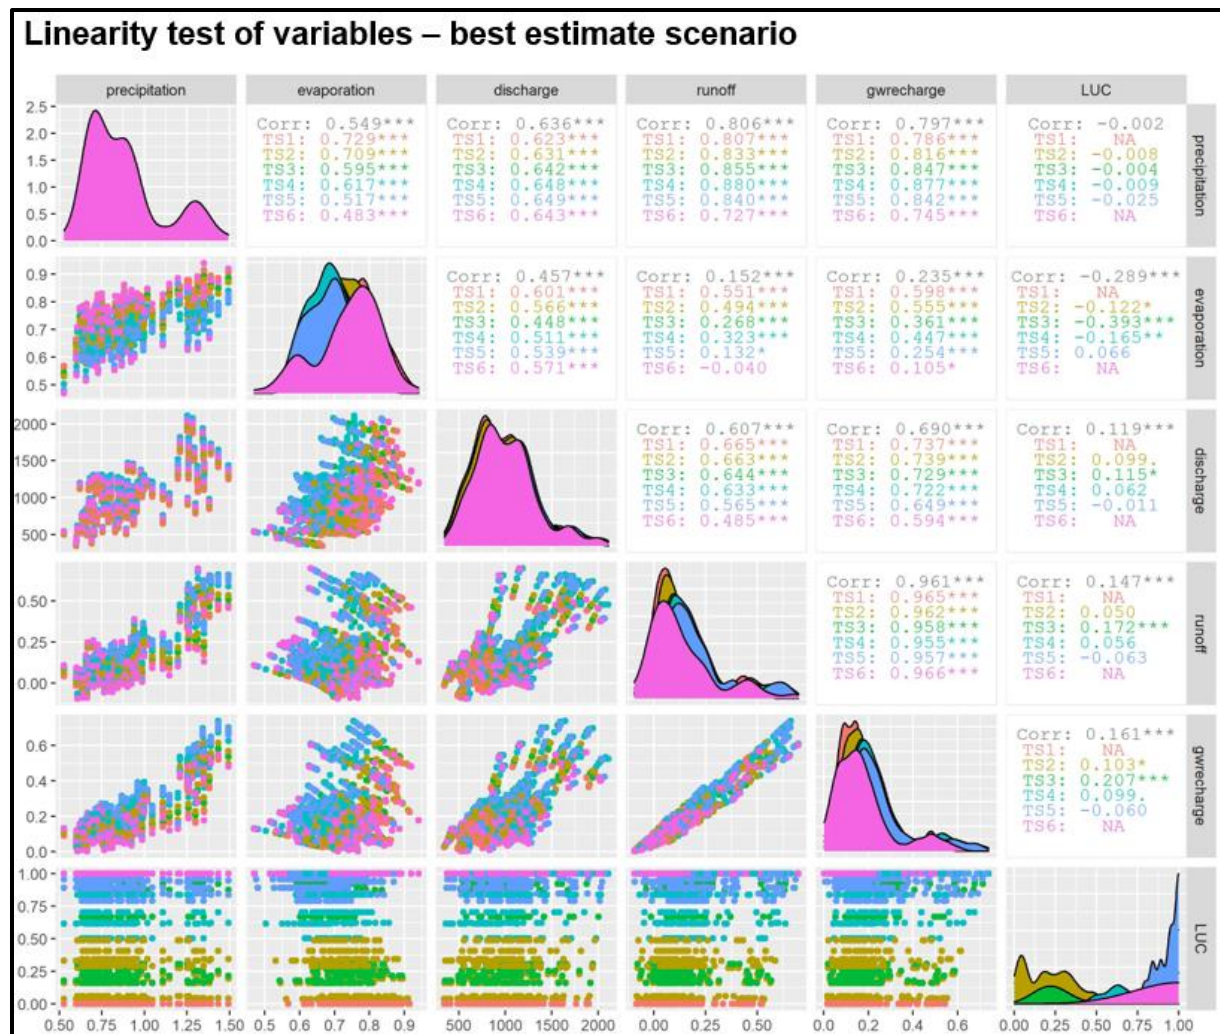 Linearity test of variables – best estimate scenario
precipitation evaporation discharge runoff gwrecharge LUC
2.5
2.0
1.5
1.0
0.5
0.0
Corr: 0.549***
TS1: 0.729***
TS2: 0.709***
TS3: 0.595***
TS4: 0.617***
TS5: 0.517***
TS6: 0.483***
Corr: 0.636***
TS1: 0.623***
TS2: 0.631***
TS3: 0.642***
TS4: 0.648***
TS5: 0.649***
TS6: 0.643***
Corr: 0.806***
TS1: 0.807***
TS2: 0.833***
TS3: 0.855***
TS4: 0.880***
TS5: 0.840***
TS6: 0.727***
Corr: 0.797***
TS1: 0.786***
TS2: 0.816***
TS3: 0.847***
TS4: 0.877***
TS5: 0.842***
TS6: 0.745***
Corr: -0.002
TS1: NA
TS2: -0.008
TS3: -0.004
TS4: -0.009
TS5: -0.025
TS6: NA
precipitation
0.9
0.8
0.7
0.6
0.5
Corr: 0.457***
TS1: 0.601***
TS2: 0.566***
TS3: 0.448***
TS4: 0.511***
TS5: 0.539***
TS6: 0.571***
Corr: 0.152***
TS1: 0.551***
TS2: 0.494***
TS3: 0.268***
TS4: 0.323***
TS5: 0.132*
TS6: -0.040
Corr: 0.235***
TS1: 0.598***
TS2: 0.555***
TS3: 0.361***
TS4: 0.447***
TS5: 0.254***
TS6: 0.105*
Corr: -0.289***
TS1: NA
TS2: -0.122*
TS3: -0.393***
TS4: -0.165**
TS5: 0.066
TS6: NA
evaporation
2000
1500
1000
500
Corr: 0.607***
TS1: 0.665***
TS2: 0.663***
TS3: 0.644***
TS4: 0.633***
TS5: 0.565***
TS6: 0.485***
Corr: 0.690***
TS1: 0.737***
TS2: 0.739***
TS3: 0.729***
TS4: 0.722***
TS5: 0.649***
TS6: 0.594***
Corr: 0.119***
TS1: NA
TS2: 0.099.
TS3: 0.115*
TS4: 0.062
TS5: -0.011
TS6: NA
discharge
0.50
0.25
0.00
Corr: 0.961***
TS1: 0.965***
TS2: 0.962***
TS3: 0.958***
TS4: 0.955***
TS5: 0.957***
TS6: 0.966***
Corr: 0.147***
TS1: NA
TS2: 0.050
TS3: 0.172***
TS4: 0.056
TS5: -0.063
TS6: NA
runoff
0.6
0.4
0.2
0.0
Corr: 0.161***
TS1: NA
TS2: 0.103*
TS3: 0.207***
TS4: 0.099.
TS5: -0.060
TS6: NA
gwrecharge
1.00
0.75
0.50
0.25
0.00
LUC
0.50 0.75 1.00 1.25 1.50 0.5 0.6 0.7 0.8 0.9 500 1000 1500 2000 0.00 0.25 0.50 0.0 0.2 0.4 0.6 0.00 0.25 0.50 0.75 1.00